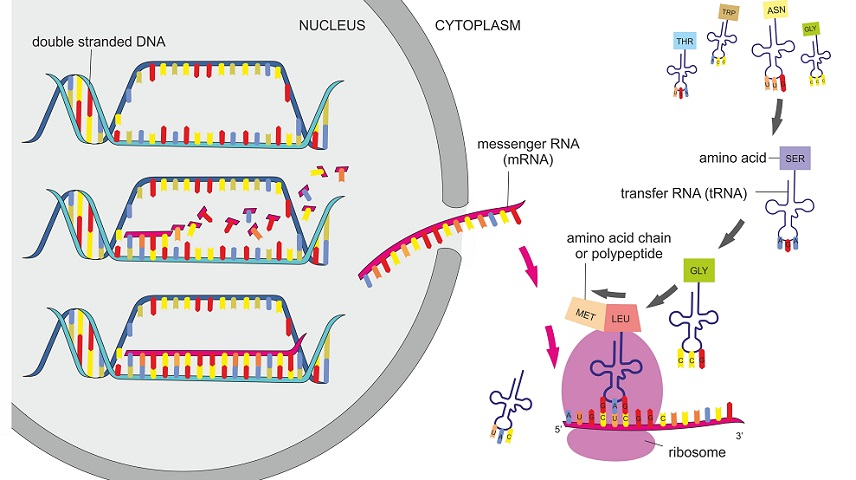 NUCLEUS
CYTOPLASM
double stranded DNA
messenger RNA
(mRNA)
THR
TRP
ASN
GLY
amino acid
SER
transfer RNA (tRNA)
amino acid chain
or polypeptide
GLY
MET
LEU
C C G
G A G
U A C
A U G C U C G G C
5'
3'
ribosome